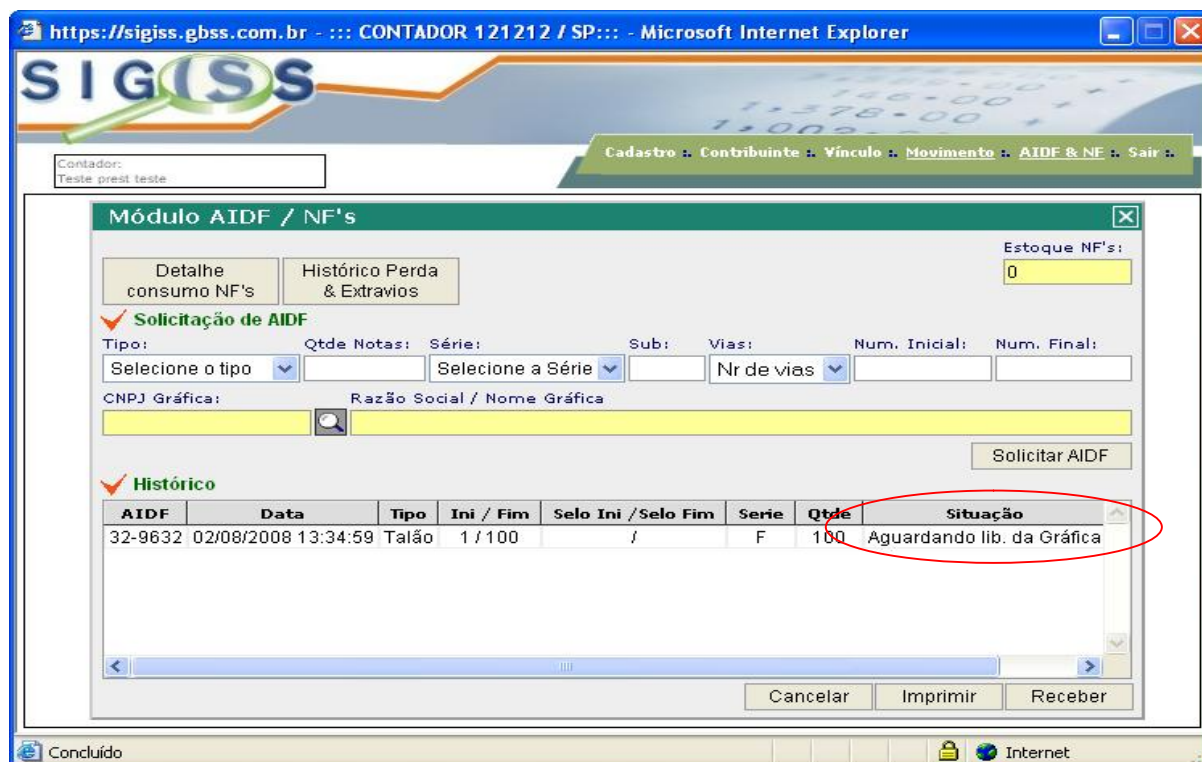 https://sigiss.gbss.com.br - ::: CONTADOR 121212 / SP::: - Microsoft Internet Explorer
SIGISS
Cadastro :. Contribuinte :. Vínculo :. Movimento :. AIDF & NF :. Sair :.
Contador:
Teste prest teste
Módulo AIDF / NF's
Estoque NF's:
Detalhe consumo NF's Histórico Perda & Extravios 0
Solicitação de AIDF
Tipo: Qtde Notas: Série: Sub: Vias: Num. Inicial: Num. Final:
Selecione o tipo Selecione a Série Nr de vias
CNPJ Gráfica: Razão Social / Nome Gráfica
Solicitar AIDF
Histórico
AIDF Data Tipo Ini / Fim Selo Ini /Selo Fim Serie Qtde Situação
32-9632 02/08/2008 13:34:59 Talão 1 / 100 / F 100 Aguardando lib. da Gráfica
Cancelar Imprimir Receber
Concluído Internet